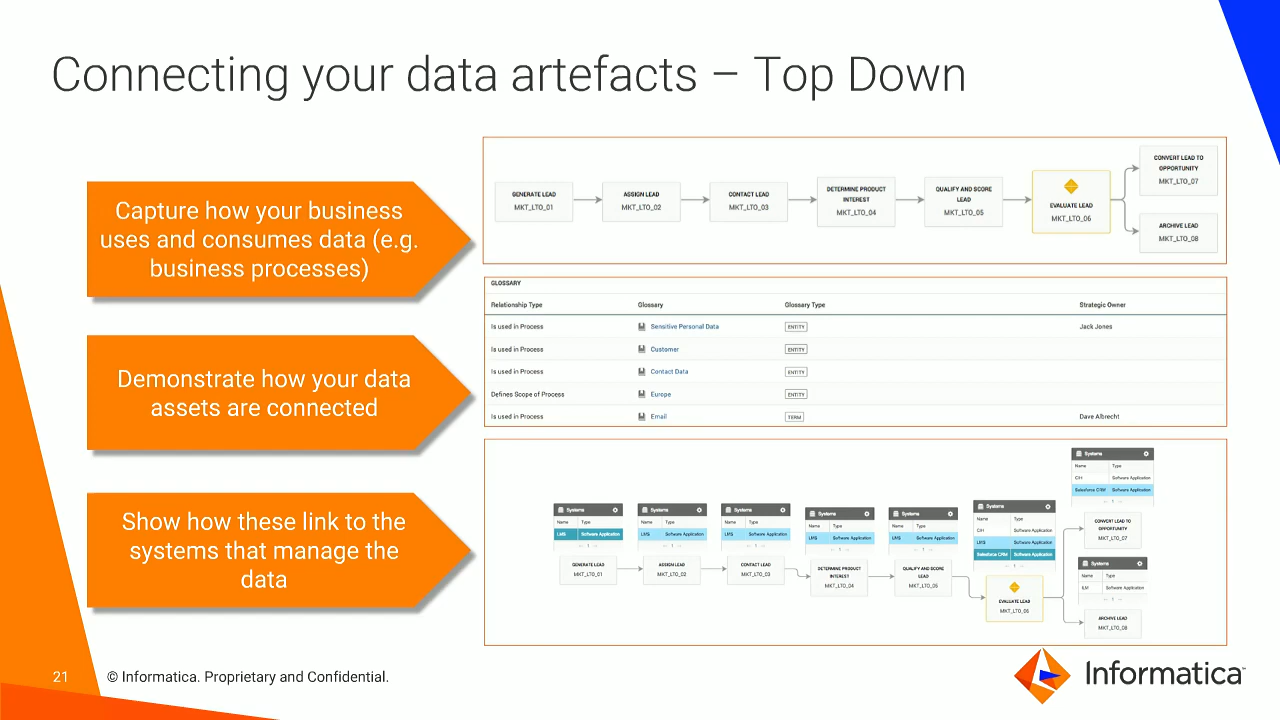 Connecting your data artefacts – Top Down
Capture how your business
uses and consumes data (e.g.
business processes)
GENERATE LEAD
MKT_LTO_01
ASSIGN LEAD
MKT_LTO_02
CONTACT LEAD
MKT_LTO_03
DETERMINE PRODUCT
INTEREST
MKT_LTO_04
QUALIFY AND SCORE
LEAD
MKT_LTO_05
EVALUATE LEAD
MKT_LTO_06
CONVERT LEAD TO
OPPORTUNITY
MKT_LTO_07
ARCHIVE LEAD
MKT_LTO_08
Demonstrate how your data
assets are connected
GLOSSARY
Relationship Type Glossary Glossary Type Strategic Owner
Is used in Process Sensitive Personal Data ENTITY Jack Jones
Is used in Process Customer ENTITY
Is used in Process Contact Data ENTITY
Defines Scope of Process Europe ENTITY
Is used in Process Email TERM Dave Albrecht
Show how these link to the
systems that manage the
data
Systems
Name Type
LMS Software Application
GENERATE LEAD
MKT_LTO_01
Systems
Name Type
LMS Software Application
ASSIGN LEAD
MKT_LTO_02
Systems
Name Type
LMS Software Application
CONTACT LEAD
MKT_LTO_03
Systems
Name Type
LMS Software Application
DETERMINE PRODUCT
INTEREST
MKT_LTO_04
Systems
Name Type
LMS Software Application
QUALIFY AND SCORE
LEAD
MKT_LTO_05
Systems
Name Type
Software Application
LMS Software Application
Salesforce CRM Software Application
EVALUATE LEAD
MKT_LTO_06
Systems
Name Type
Software Application
Salesforce CRM Software Application
CONVERT LEAD TO
OPPORTUNITY
MKT_LTO_07
Systems
Name Type
Software Application
ARCHIVE LEAD
MKT_LTO_08
21 © Informatica. Proprietary and Confidential.
Informatica